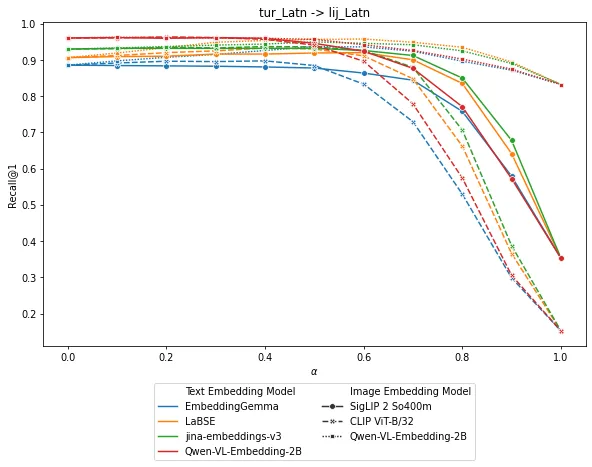 tur_Latn -> lij_Latn
Recall@1
1.0
0.9
0.8
0.7
0.6
0.5
0.4
0.3
0.2
0.0 0.2 0.4 0.6 0.8 1.0
α
Text Embedding Model Image Embedding Model
EmbeddingGemma SigLIP 2 So400m
LaBSE CLIP ViT-B/32
jina-embeddings-v3 Qwen-VL-Embedding-2B
Qwen-VL-Embedding-2B